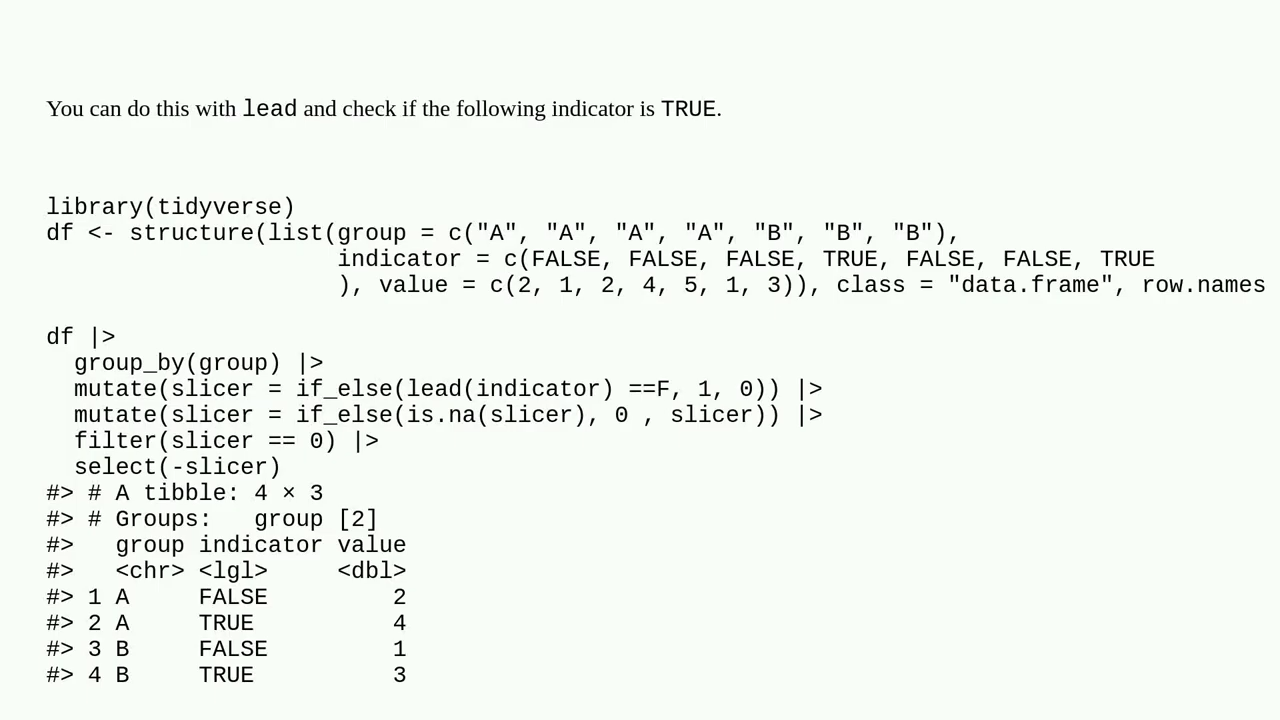 You can do this with lead and check if the following indicator is TRUE.
library(tidyverse)
df <- structure(list(group = c("A", "A", "A", "A", "B", "B", "B"),
                     indicator = c(FALSE, FALSE, FALSE, TRUE, FALSE, FALSE, TRUE
                     ), value = c(2, 1, 2, 4, 5, 1, 3)), class = "data.frame", row.names
df |>
  group_by(group) |>
  mutate(slicer = if_else(lead(indicator) ==F, 1, 0)) |>
  mutate(slicer = if_else(is.na(slicer), 0 , slicer)) |>
  filter(slicer == 0) |>
  select(-slicer)
#> # A tibble: 4 × 3
#> # Groups:   group [2]
#>   group indicator value
#>   <chr> <lgl>     <dbl>
#> 1 A     FALSE         2
#> 2 A     TRUE          4
#> 3 B     FALSE         1
#> 4 B     TRUE          3